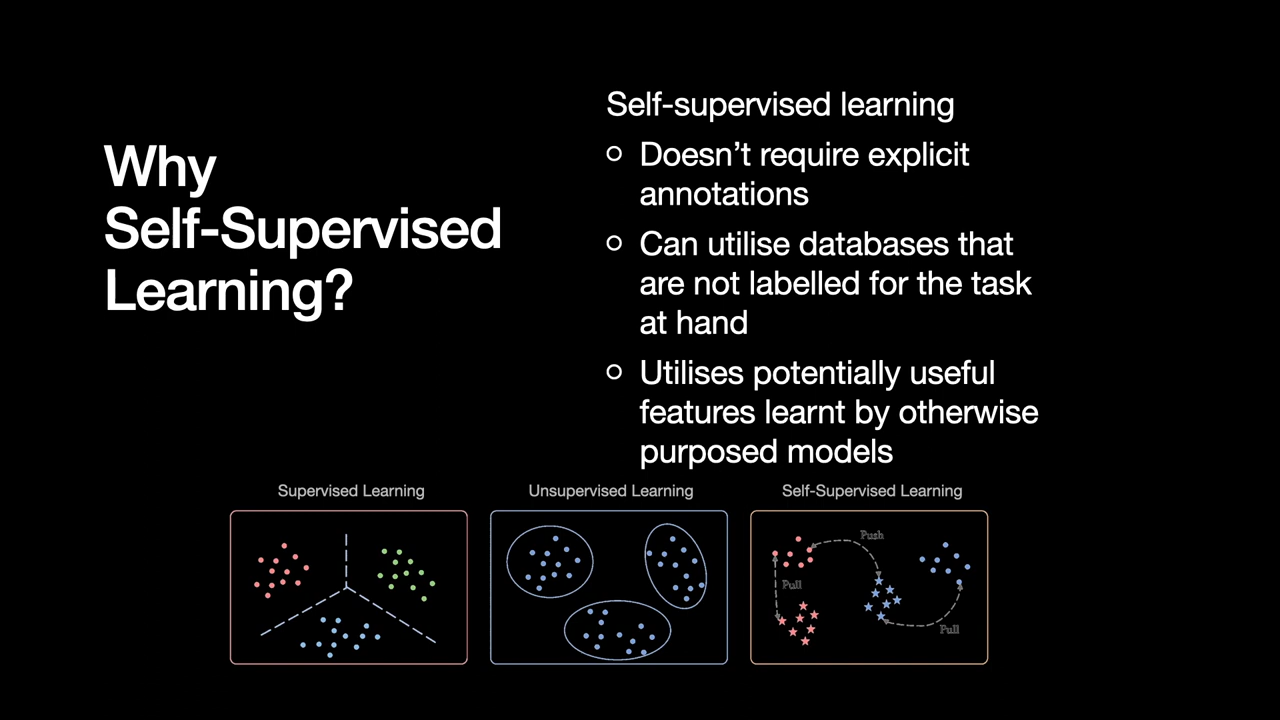 Why
Self-Supervised
Learning?
Self-supervised learning
Doesn't require explicit
annotations
Can utilise databases that
are not labelled for the task
at hand
Utilises potentially useful
features learnt by otherwise
purposed models
Supervised Learning
Unsupervised Learning
Self-Supervised Learning
Push
Pull
Pull